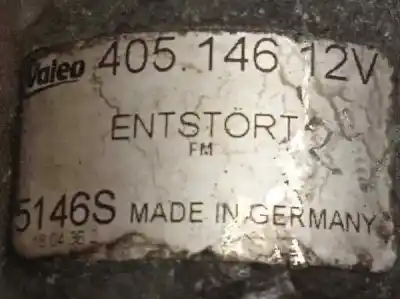 Valeo 405.146 12V
ENTSTÖRT
FM
5146S MADE IN GERMANY